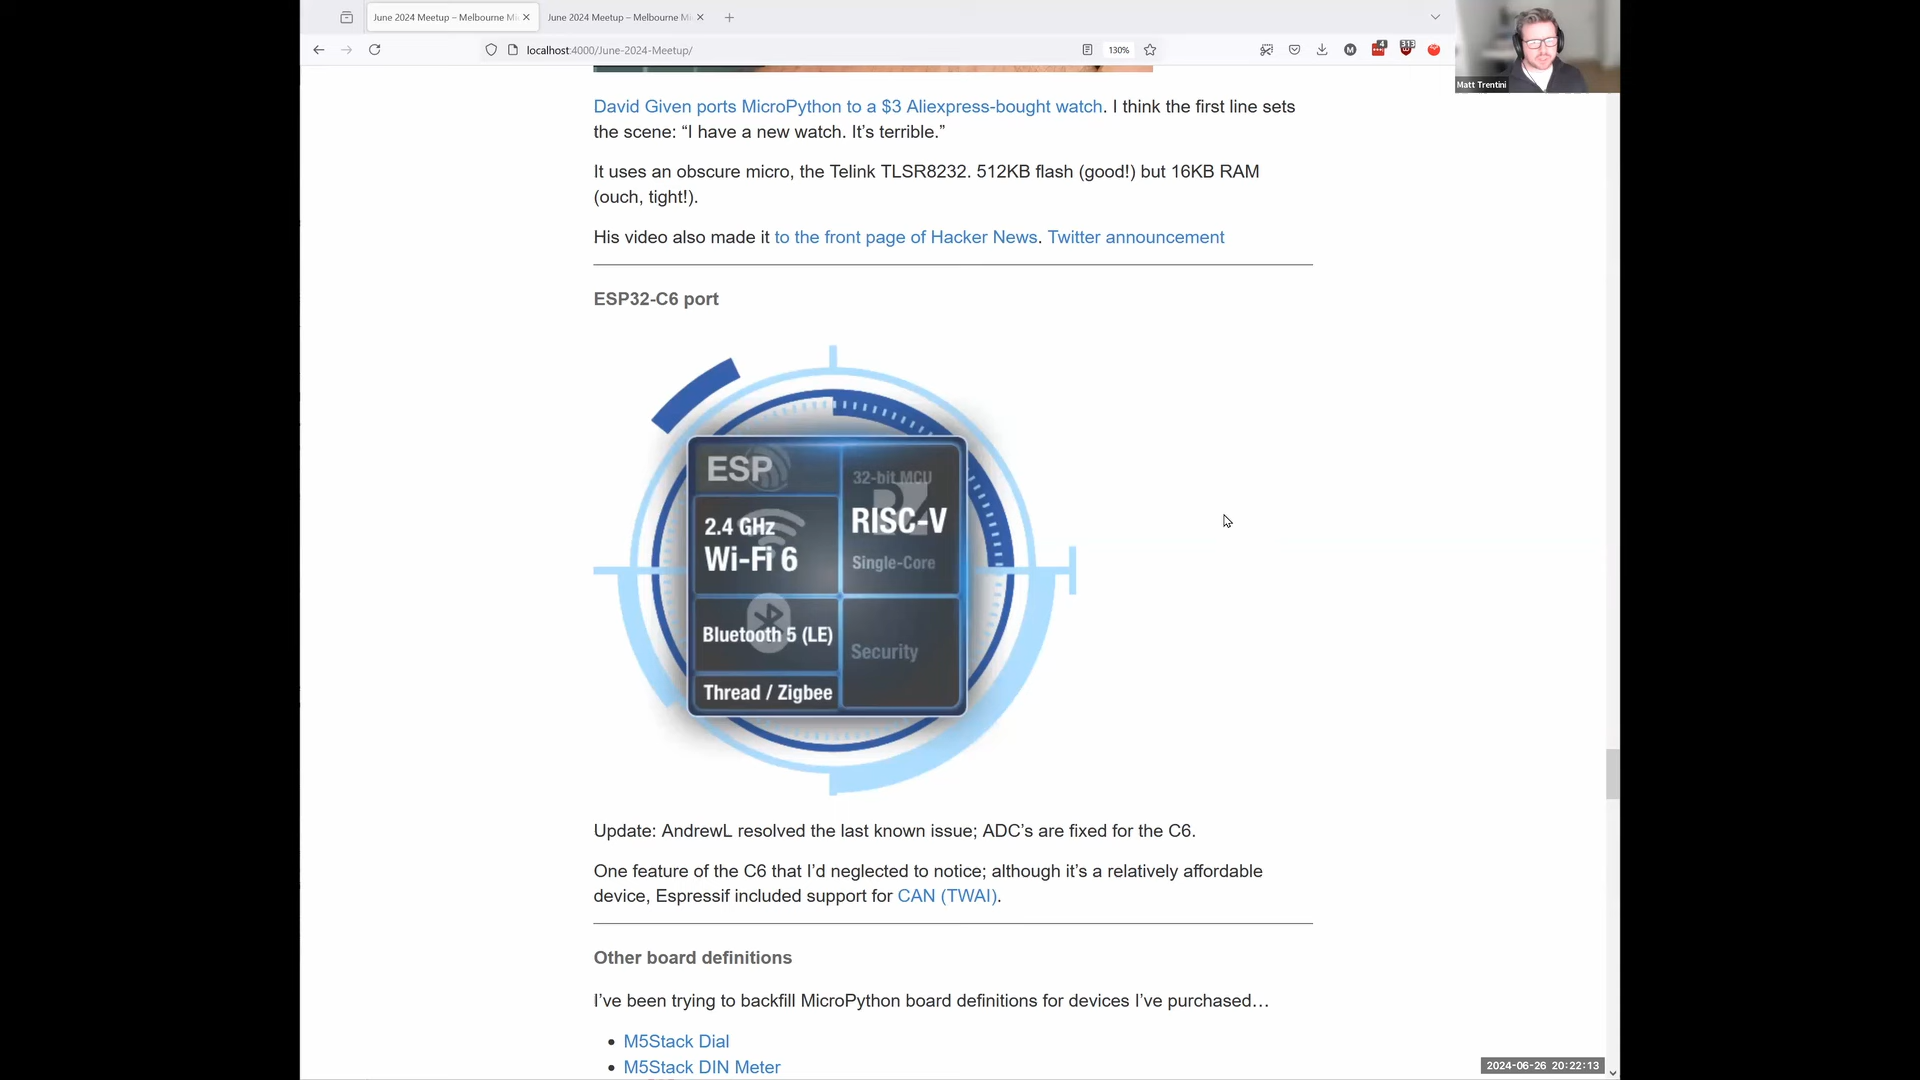 June 2024 Meetup – Melbourne Mi
June 2024 Meetup – Melbourne Mi
localhost:4000/June-2024-Meetup/
130%
M
4
313
Matt Trentini
David Given ports MicroPython to a $3 Aliexpress-bought watch. I think the first line sets
the scene: “I have a new watch. It’s terrible.”
It uses an obscure micro, the Telink TLSR8232. 512KB flash (good!) but 16KB RAM
(ouch, tight!).
His video also made it to the front page of Hacker News. Twitter announcement
ESP32-C6 port
ESP
2.4 GHz
Wi-Fi 6
Bluetooth 5 (LE)
Thread / Zigbee
32-bit MCU
RISC-V
Single-Core
Security
Update: AndrewL resolved the last known issue; ADC’s are fixed for the C6.
One feature of the C6 that I’d neglected to notice; although it’s a relatively affordable
device, Espressif included support for CAN (TWAI).
Other board definitions
I’ve been trying to backfill MicroPython board definitions for devices I’ve purchased…
M5Stack Dial
M5Stack DIN Meter
2024-06-26 20:22:13